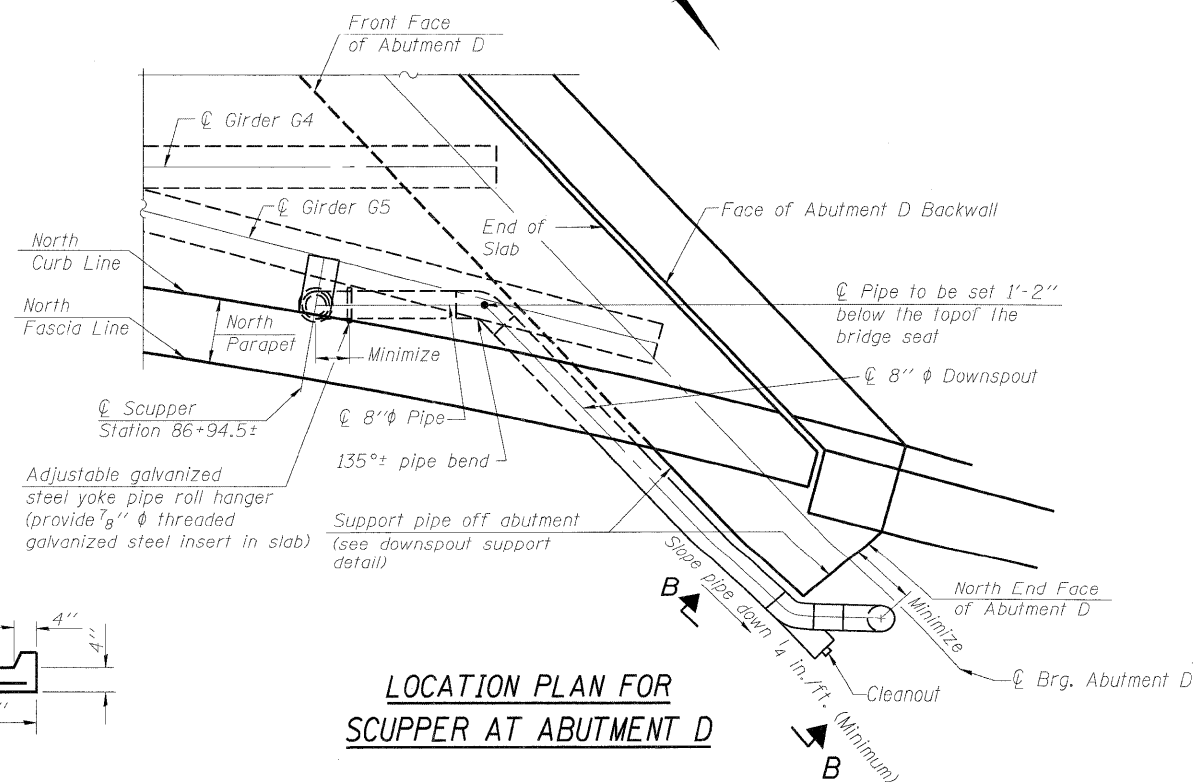 Front Face
of Abutment D
℄ Girder G4
℄ Girder G5
End of
Slab
Face of Abutment D Backwall
North
Curb Line
North
Fascia Line
North
Parapet
Minimize
℄ Pipe to be set 1'-2"
below the topof the
bridge seat
℄ 8" ϕ Downspout
℄ Scupper
Station 86+94.5±
℄ 8"ϕ Pipe
135°± pipe bend
Adjustable galvanized
steel yoke pipe roll hanger
(provide 7/8" ϕ threaded
galvanized steel insert in slab)
Support pipe off abutment
(see downspout support
detail)
Slope pipe down 1/4 in./ft. (Minimum)
B
B
North End Face
of Abutment D
Minimize
℄ Brg. Abutment D
Cleanout
4"
4"
"
LOCATION PLAN FOR
SCUPPER AT ABUTMENT D